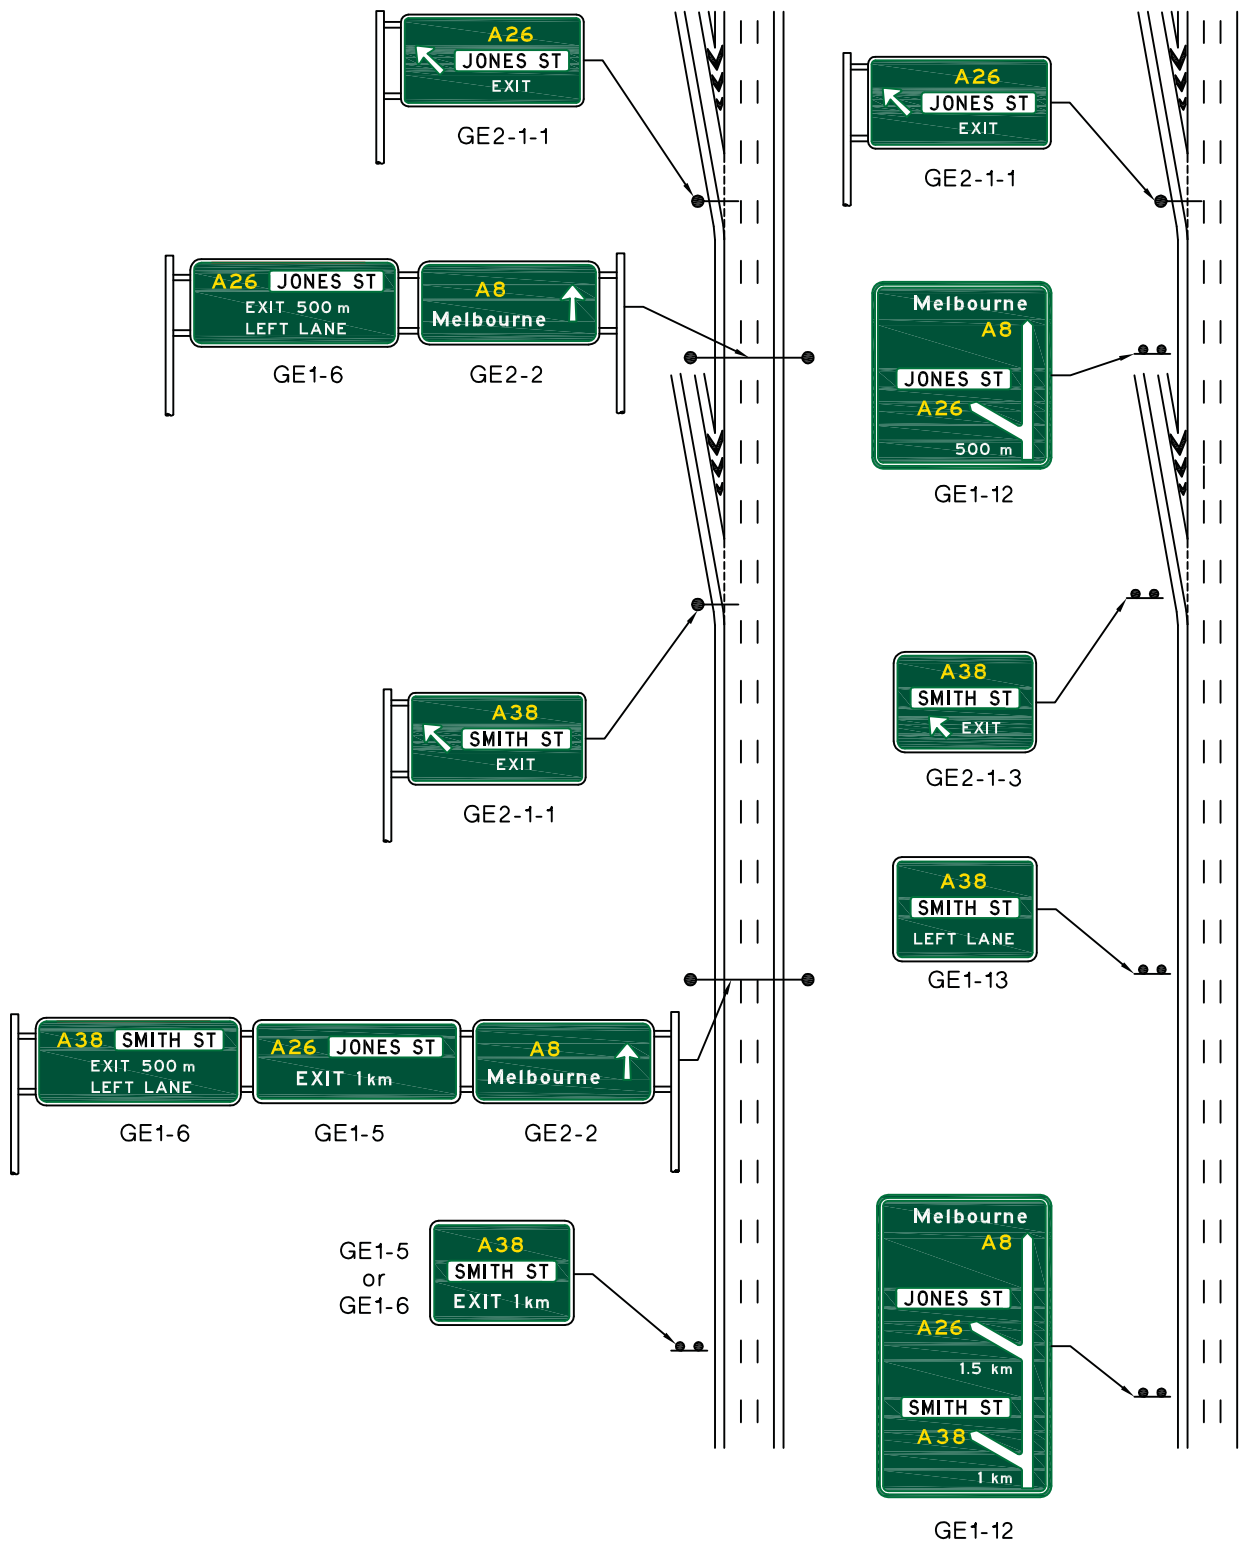 A26
JONES ST
EXIT
GE2-1-1
A26 JONES ST
EXIT 500 m
LEFT LANE
GE1-6
A8
Melbourne
GE2-2
A38
SMITH ST
EXIT
GE2-1-1
A38 SMITH ST
EXIT 500 m
LEFT LANE
GE1-6
A26 JONES ST
EXIT 1 km
GE1-5
A8
Melbourne
GE2-2
GE1-5
or
GE1-6
A38
SMITH ST
EXIT 1 km
A26
JONES ST
EXIT
GE2-1-1
Melbourne
A8
JONES ST
A26
500 m
GE1-12
A38
SMITH ST
EXIT
GE2-1-3
A38
SMITH ST
LEFT LANE
GE1-13
Melbourne
A8
JONES ST
A26
1.5 km
SMITH ST
A38
1 km
GE1-12